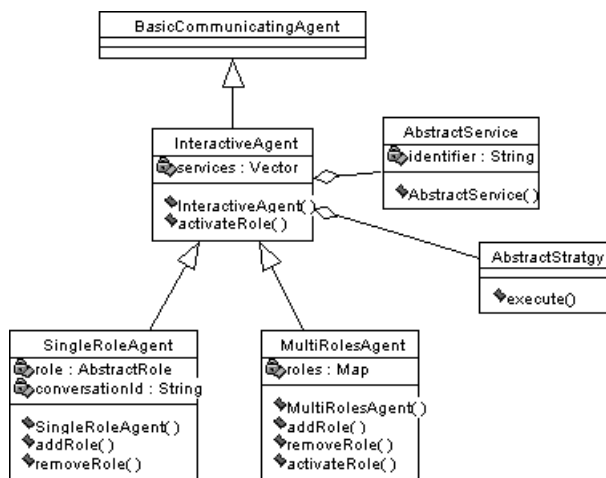 BasicCommunicatingAgent
InteractiveAgent
services : Vector
InteractiveAgent()
activateRole()
AbstractService
identifier : String
AbstractService()
AbstractStratgy
execute()
SingleRoleAgent
role : AbstractRole
conversationId : String
SingleRoleAgent()
addRole()
removeRole()
MultiRolesAgent
roles : Map
MultiRolesAgent()
addRole()
removeRole()
activateRole()